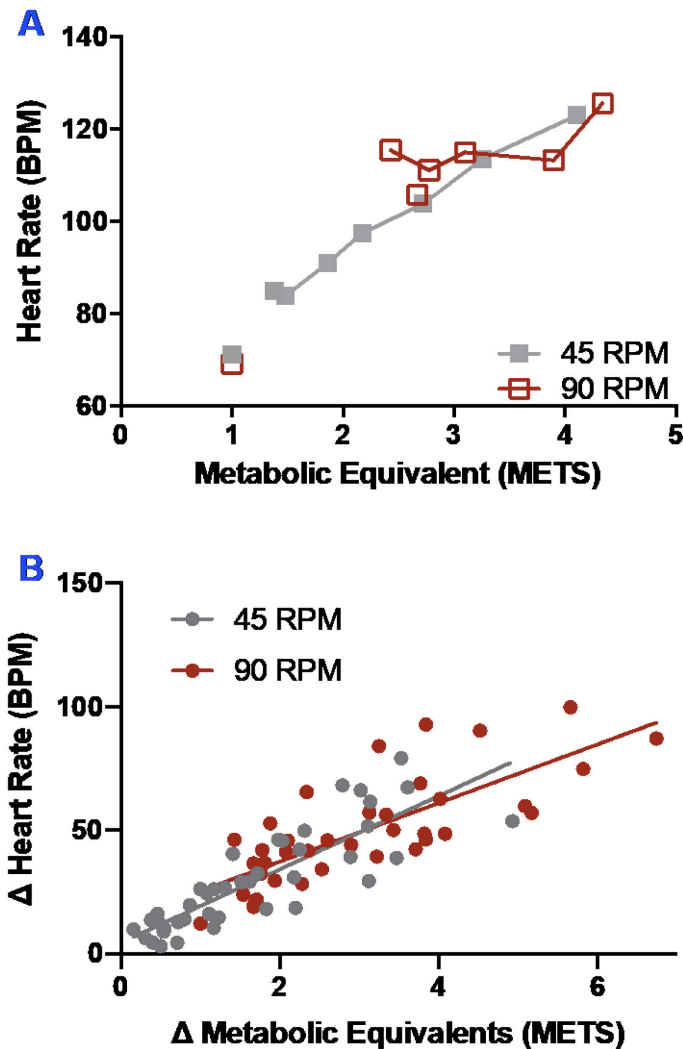 A
140
120
100
80
60
Heart Rate (BPM)
45 RPM
90 RPM
0 1 2 3 4 5
Metabolic Equivalent (METS)
B
150
100
50
0
Δ Heart Rate (BPM)
45 RPM
90 RPM
0 2 4 6
Δ Metabolic Equivalents (METS)